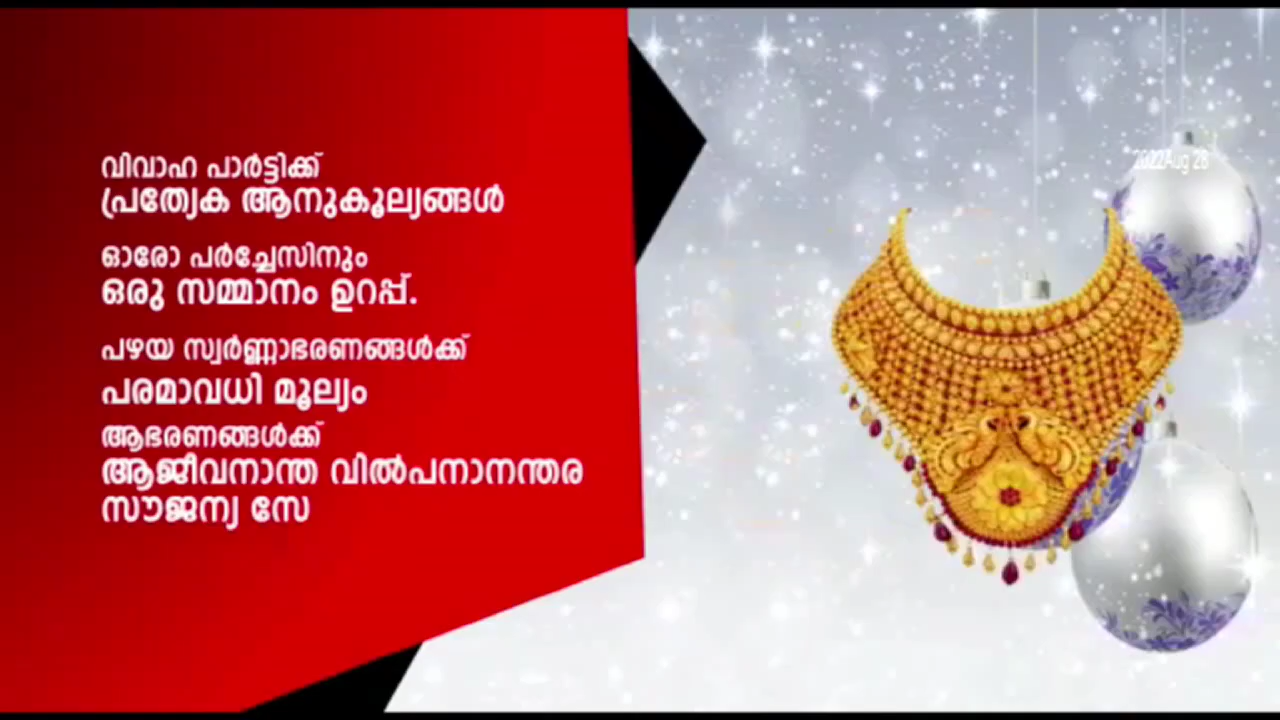 വിവാഹ പാർട്ടിക്ക്
പ്രത്യേക ആനുകൂല്യങ്ങൾ
ഓരോ പർച്ചേസിനും
ഒരു സമ്മാനം ഉറപ്പ്.
പഴയ സ്വർണ്ണാഭരണങ്ങൾക്ക്
പരമാവധി മൂല്യം
ആഭരണങ്ങൾക്ക്
ആജീവനാന്ത വിൽപനാനന്തര
സൗജന്യ സേ
2022Aug 28